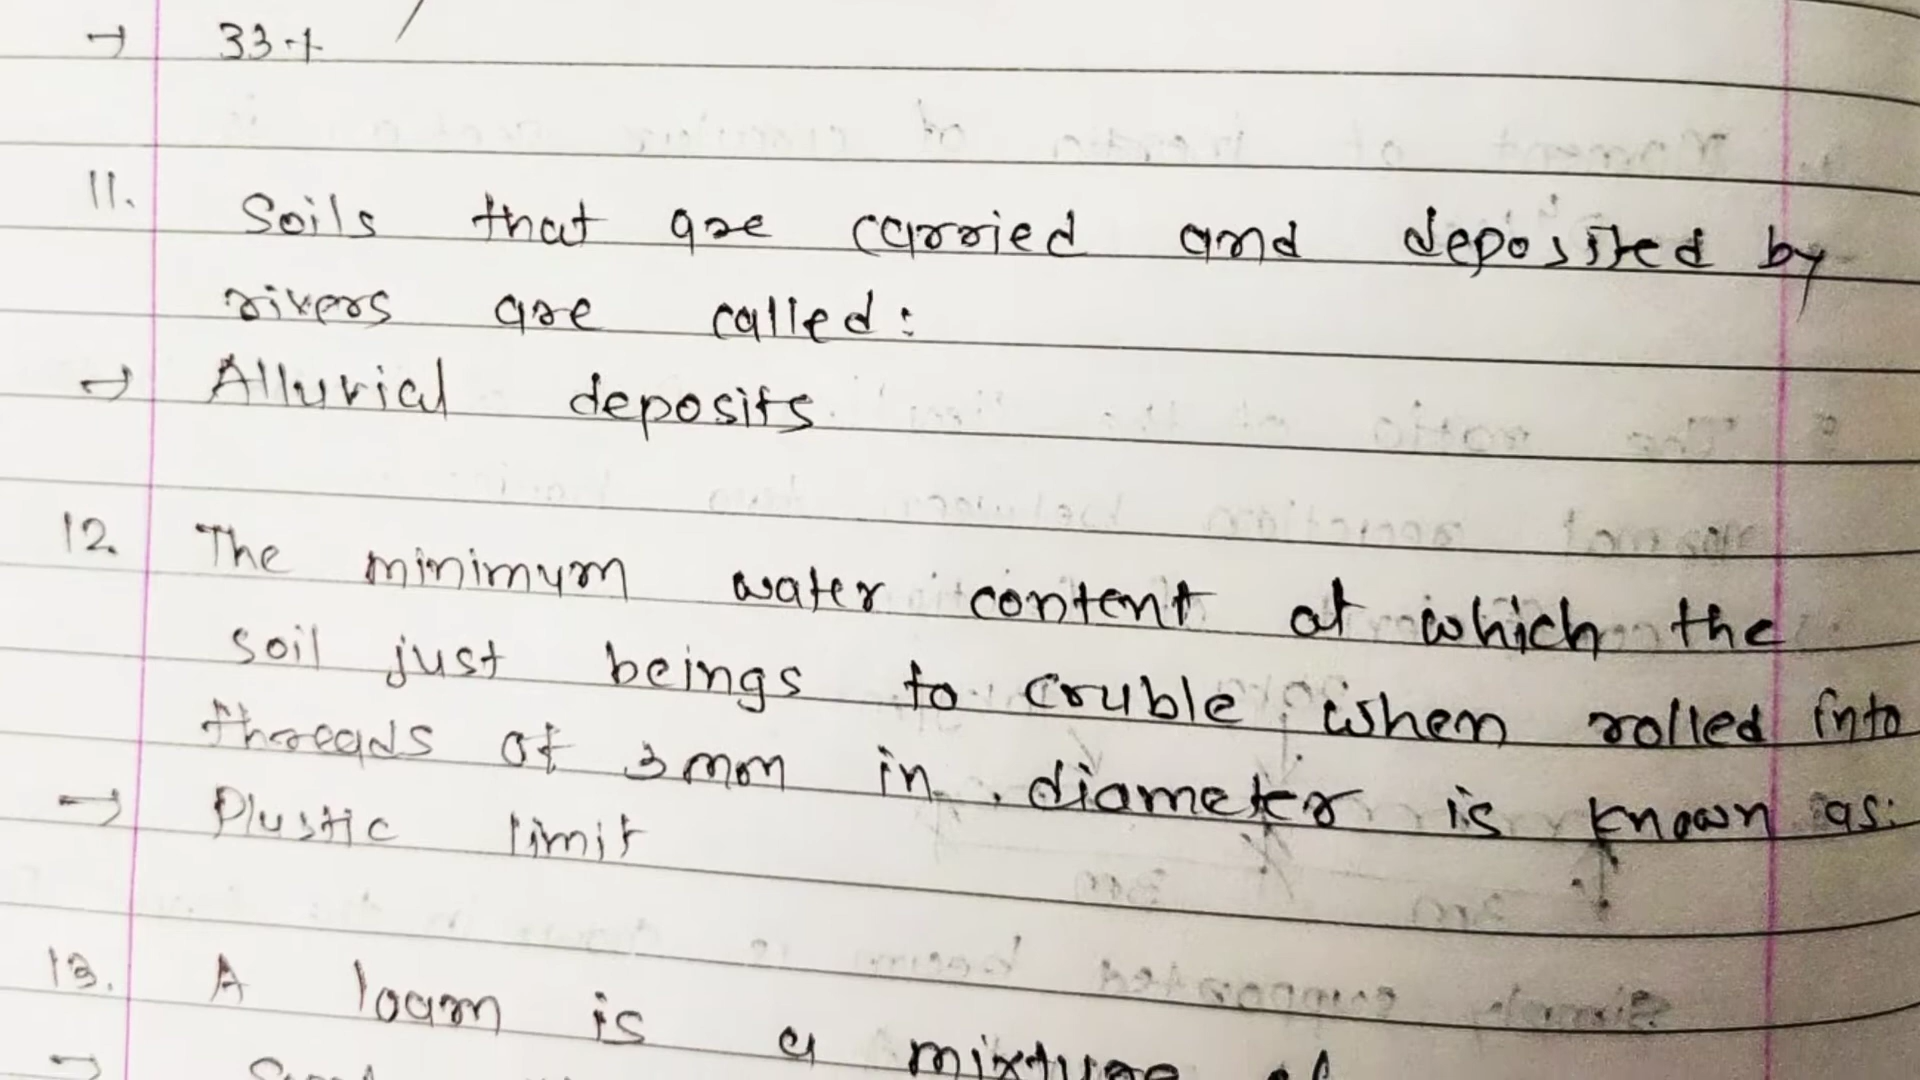 → 33.+
11. Soils that are carried and deposited by
rivers are called:
→ Alluvial deposits
12. The minimum water content at which the
soil just beings to cruble when rolled into
threads of 3mm in diameter is known as:
→ Plastic limit
13. A loam is a mixture of
→